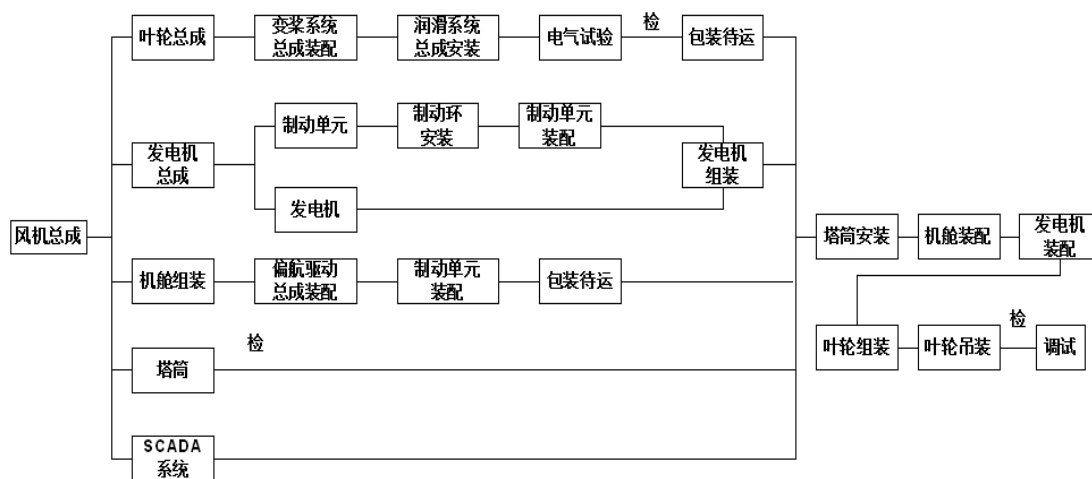 叶轮总成
变桨系统
总成装配
润滑系统
总成安装
电气试验
检
包装待运
发电机
总成
制动单元
制动环
安装
制动单元
装配
发电机
发电机
组装
风机总成
机舱组装
偏航驱动
总成装配
制动单元
装配
包装待运
塔筒
检
SCADA
系统
塔筒安装
机舱装配
发电机
装配
叶轮组装
叶轮吊装
检
调试